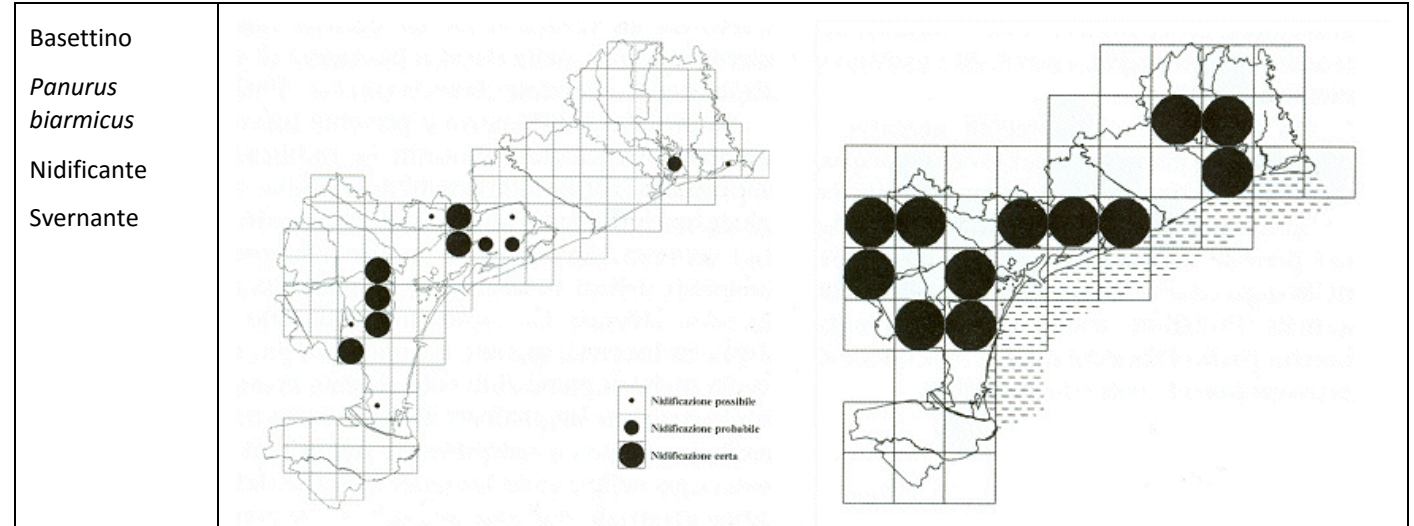 Basettino
Panurus
biarmicus
Nidificante
Svernante
Nidificazione possibile
Nidificazione probabile
Nidificazione certa